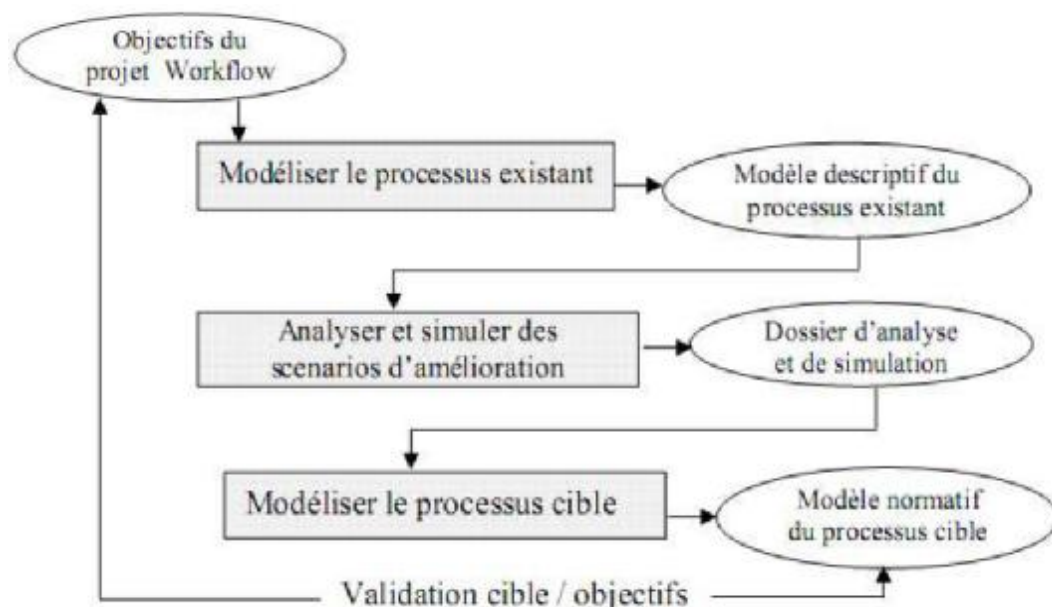 Objectifs du
projet Workflow
Modéliser le processus existant
Modèle descriptif du
processus existant
Analyser et simuler des
scenarios d'amélioration
Dossier d'analyse
et de simulation
Modéliser le processus cible
Modèle normatif
du processus cible
Validation cible / objectifs